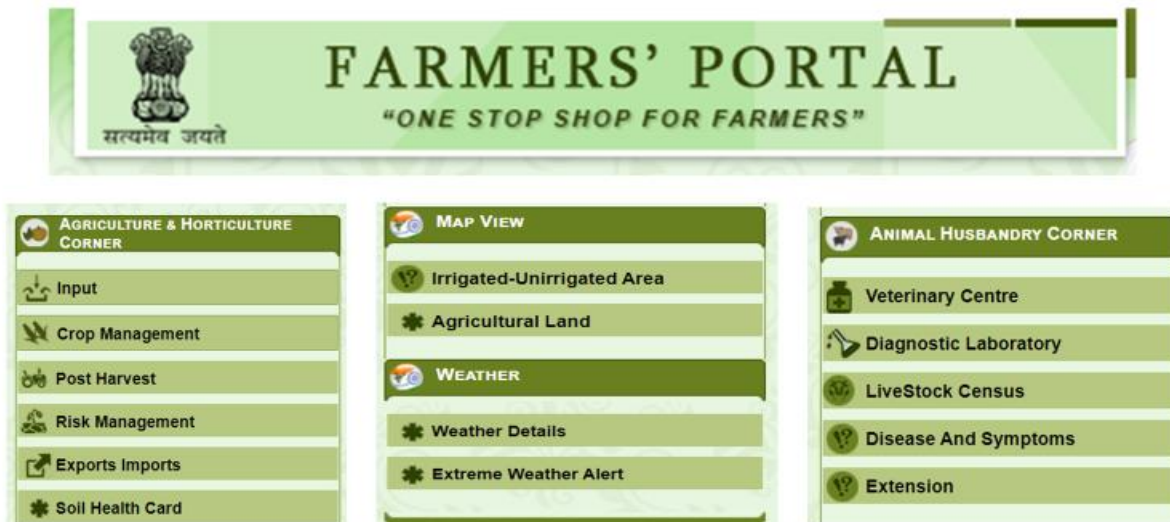 FARMERS' PORTAL
"ONE STOP SHOP FOR FARMERS"
सत्यमेव जयते
AGRICULTURE & HORTICULTURE
CORNER
Input
Crop Management
Post Harvest
Risk Management
Exports Imports
Soil Health Card
MAP VIEW
Irrigated-Unirrigated Area
Agricultural Land
WEATHER
Weather Details
Extreme Weather Alert
ANIMAL HUSBANDRY CORNER
Veterinary Centre
Diagnostic Laboratory
LiveStock Census
Disease And Symptoms
Extension